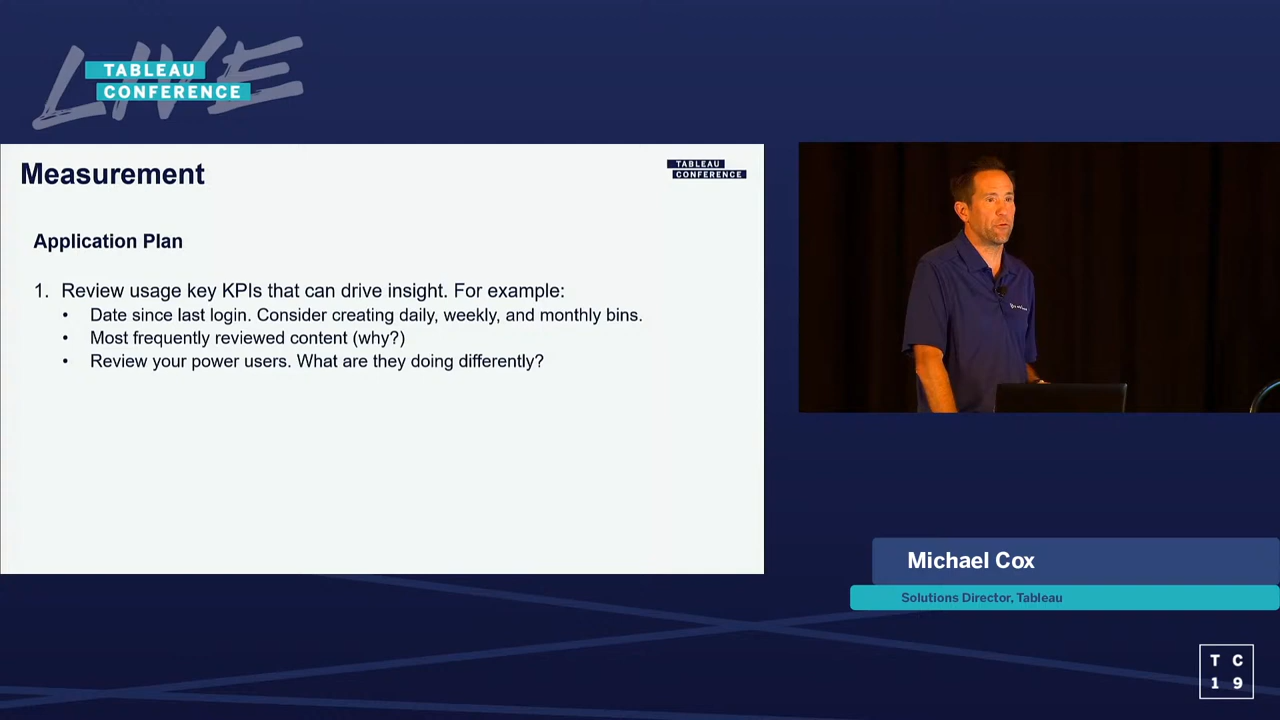 LIVE
TABLEAU
CONFERENCE
Measurement
TABLEAU
CONFERENCE
Application Plan
1. Review usage key KPIs that can drive insight. For example:
• Date since last login. Consider creating daily, weekly, and monthly bins.
• Most frequently reviewed content (why?)
• Review your power users. What are they doing differently?
Michael Cox
Solutions Director, Tableau
T C
1 9